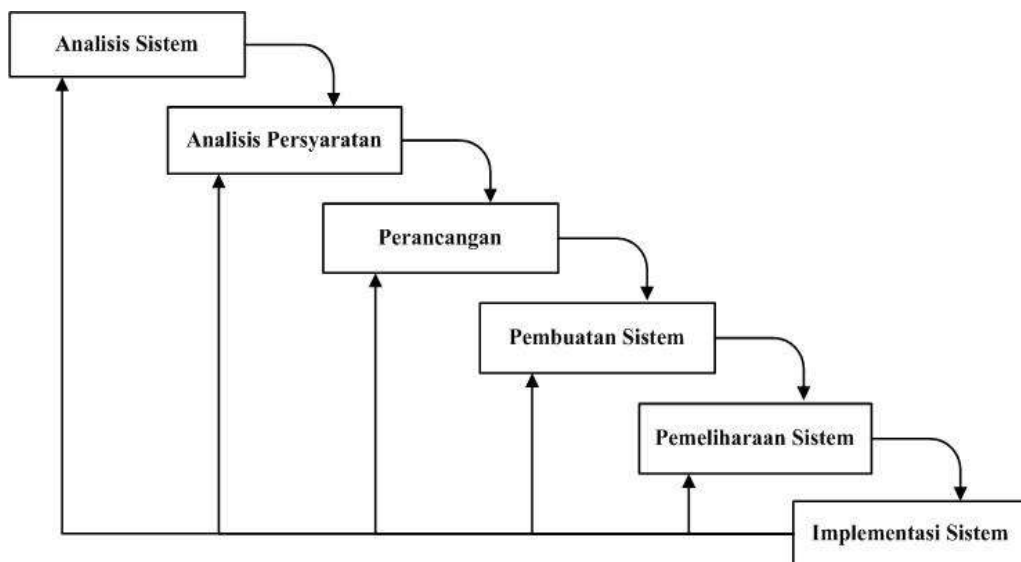 Analisis Sistem
Analisis Persyaratan
Perancangan
Pembuatan Sistem
Pemeliharaan Sistem
Implementasi Sistem